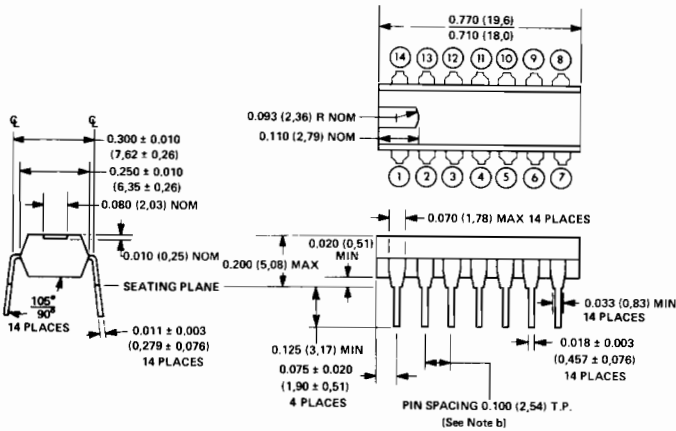 0.770 (19,6)
0.710 (18,0)
14 13 12 11 10 9 8
0.093 (2,36) R NOM
0.110 (2,79) NOM
1 2 3 4 5 6 7
℄ ℄
0.300 ± 0.010
(7,62 ± 0,26)
0.250 ± 0.010
(6,35 ± 0,26)
0.080 (2,03) NOM
0.010 (0,25) NOM
SEATING PLANE
105°
90°
14 PLACES
0.011 ± 0.003
(0,279 ± 0,076)
14 PLACES
0.070 (1,78) MAX 14 PLACES
0.020 (0,51)
MIN
0.200 (5,08) MAX
0.033 (0,83) MIN
14 PLACES
0.125 (3,17) MIN
0.018 ± 0.003
(0,457 ± 0,076)
14 PLACES
0.075 ± 0.020
(1,90 ± 0,51)
4 PLACES
PIN SPACING 0.100 (2,54) T.P.
(See Note b)